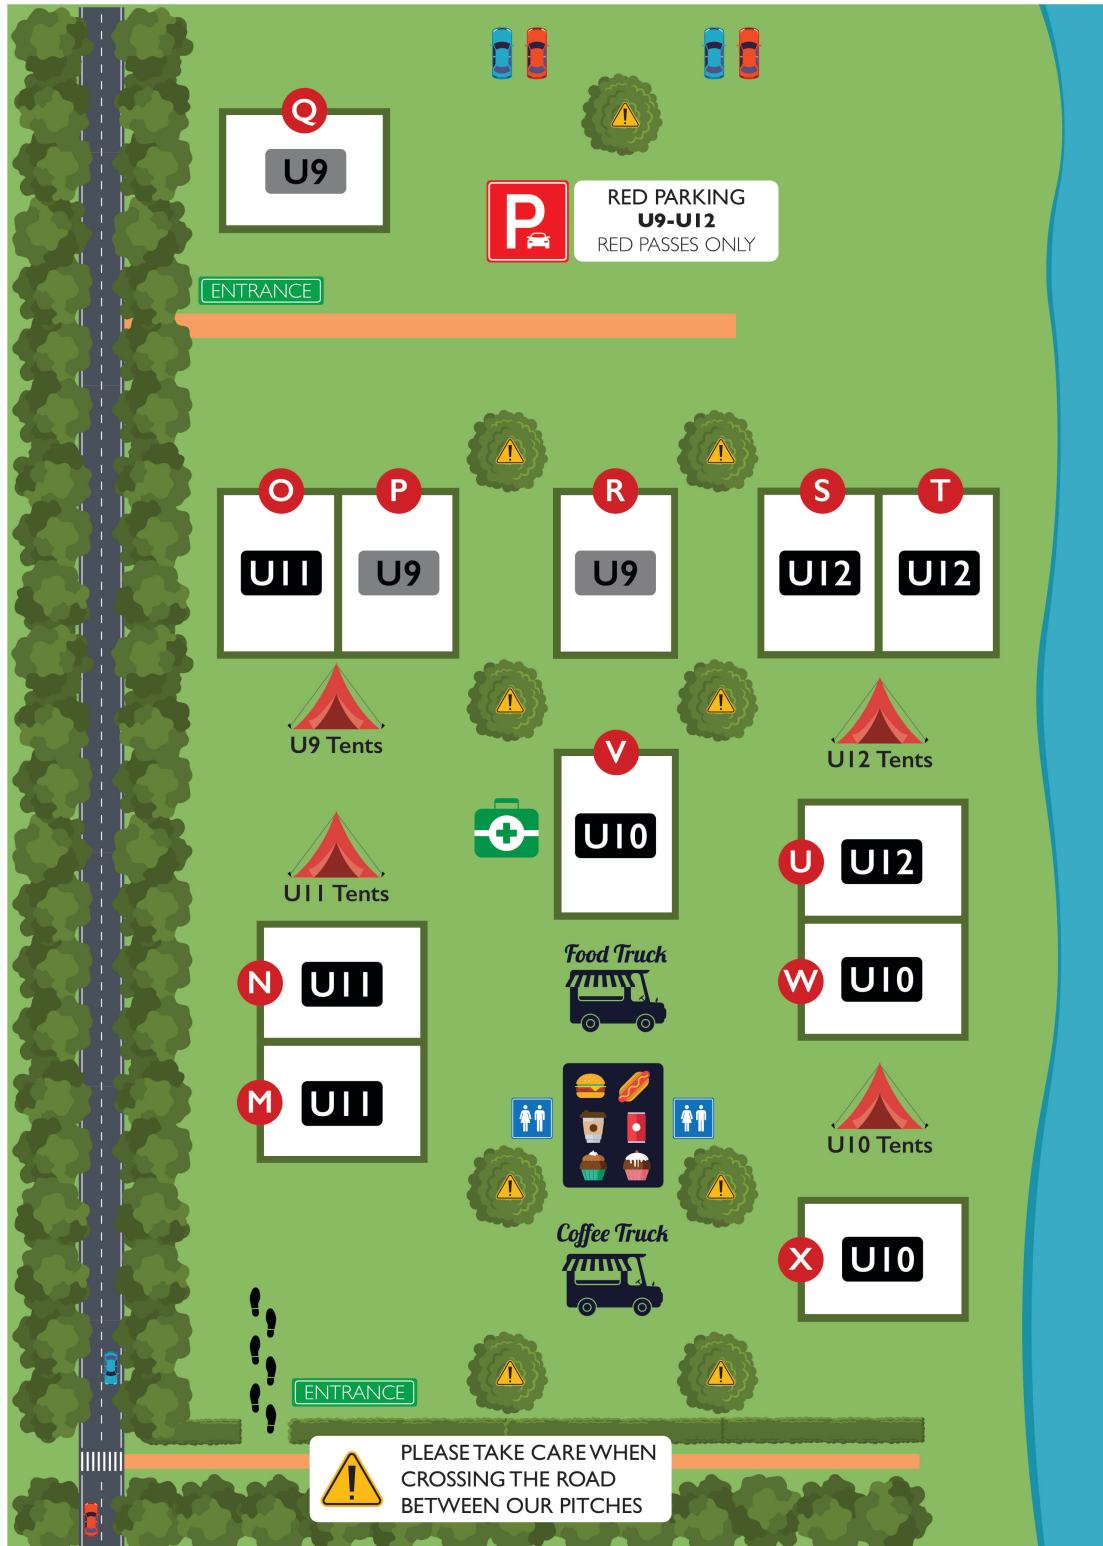 Q
U9
P
RED PARKING
U9-U12
RED PASSES ONLY
ENTRANCE
O
P
R
S
T
U11
U9
U9
U12
U12
U9 Tents
U12 Tents
V
U10
U
U12
U11 Tents
N
U11
Food Truck
W
U10
M
U11
U10 Tents
Coffee Truck
X
U10
ENTRANCE
PLEASE TAKE CARE WHEN
CROSSING THE ROAD
BETWEEN OUR PITCHES